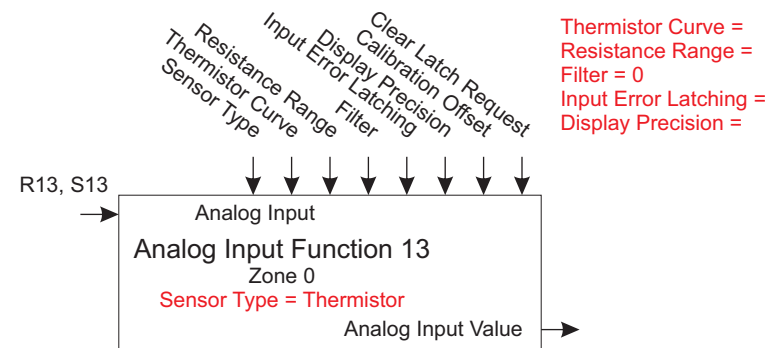 Sensor Type
Thermistor Curve
Resistance Range
Filter
Input Error Latching
Display Precision
Calibration Offset
Clear Latch Request
Thermistor Curve =
Resistance Range =
Filter = 0
Input Error Latching =
Display Precision =
R13, S13
Analog Input
Analog Input Function 13
Zone 0
Sensor Type = Thermistor
Analog Input Value